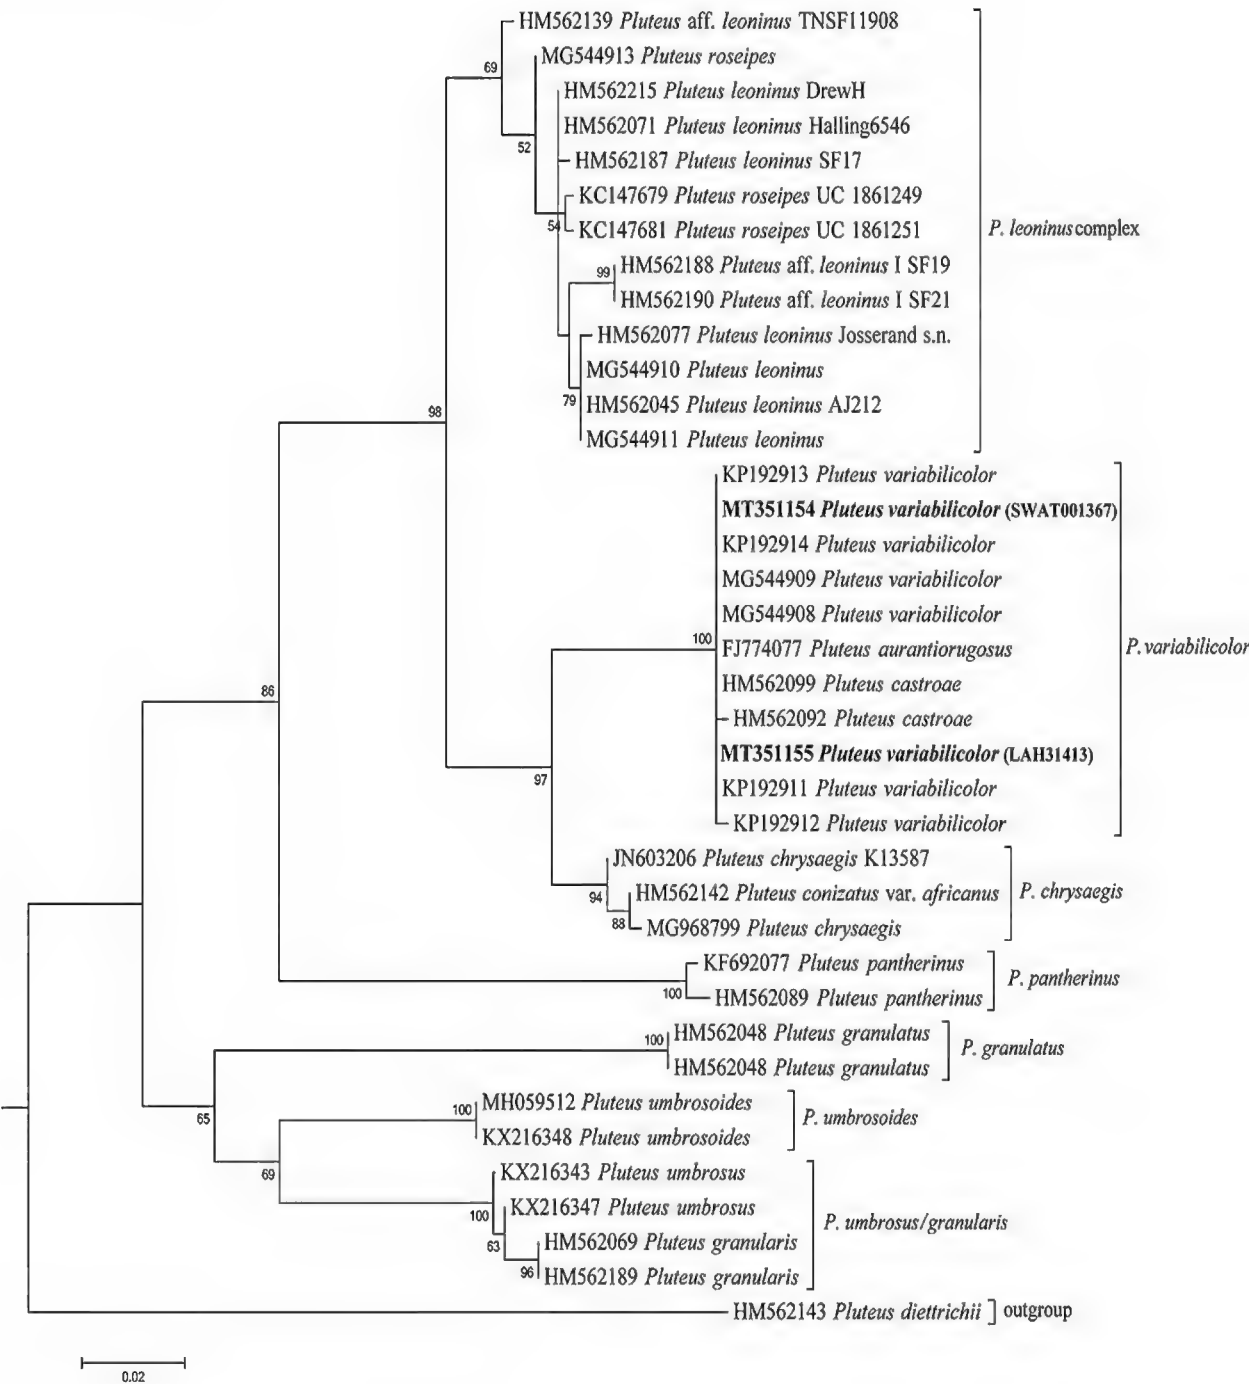 HM562139 Pluteus aff. leoninus TNSF11908
MG544913 Pluteus roseipes
69
HM562215 Pluteus leoninus DrewH
HM562071 Pluteus leoninus Halling6546
52
HM562187 Pluteus leoninus SF17
KC147679 Pluteus roseipes UC 1861249
54
KC147681 Pluteus roseipes UC 1861251
P. leoninus complex
HM562188 Pluteus aff. leoninus I SF19
99
HM562190 Pluteus aff. leoninus I SF21
HM562077 Pluteus leoninus Josserand s.n.
MG544910 Pluteus leoninus
79
HM562045 Pluteus leoninus AJ212
98
MG544911 Pluteus leoninus
KP192913 Pluteus variabilicolor
MT351154 Pluteus variabilicolor (SWAT001367)
KP192914 Pluteus variabilicolor
MG544909 Pluteus variabilicolor
MG544908 Pluteus variabilicolor
100
FJ774077 Pluteus aurantiorugosus
P. variabilicolor
HM562099 Pluteus castroae
86
HM562092 Pluteus castroae
MT351155 Pluteus variabilicolor (LAH31413)
97
KP192911 Pluteus variabilicolor
KP192912 Pluteus variabilicolor
JN603206 Pluteus chrysaegis K13587
94
HM562142 Pluteus conizatus var. africanus
P. chrysaegis
88
MG968799 Pluteus chrysaegis
KF692077 Pluteus pantherinus
P. pantherinus
100
HM562089 Pluteus pantherinus
100
HM562048 Pluteus granulatus
P. granulatus
HM562048 Pluteus granulatus
65
100
MH059512 Pluteus umbrosoides
P. umbrosoides
KX216348 Pluteus umbrosoides
69
KX216343 Pluteus umbrosus
100
KX216347 Pluteus umbrosus
P. umbrosus/granularis
63
HM562069 Pluteus granularis
96
HM562189 Pluteus granularis
HM562143 Pluteus diettrichii
outgroup
0.02